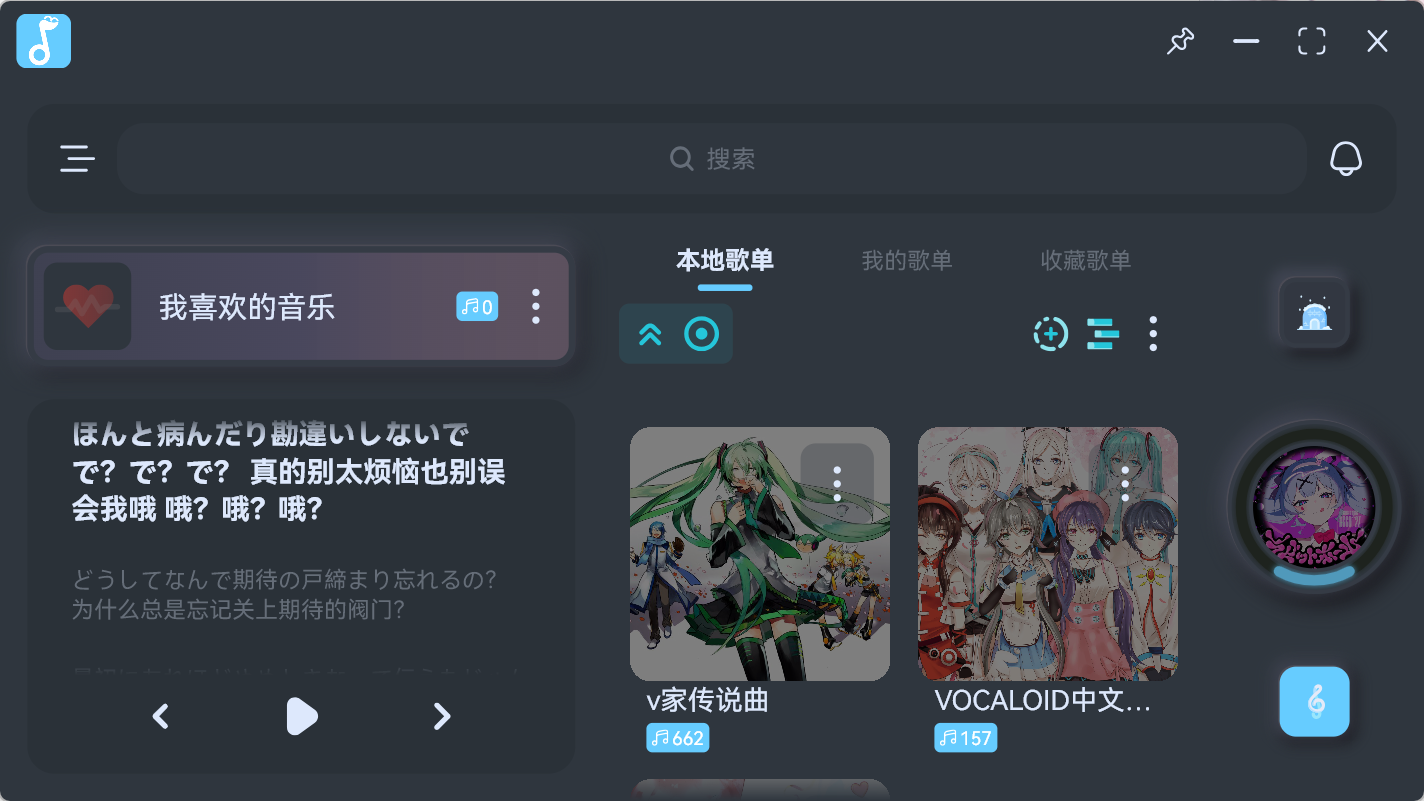 搜索
我喜欢的音乐
0
本地歌单
我的歌单
收藏歌单
ほんと病んだり勘違いしないで
で？で？で？ 真的别太烦恼也别误
会我哦 哦？哦？哦？
どうしてなんで期待の戸締まり忘れるの？
为什么总是忘记关上期待的阀门？
v家传说曲
662
VOCALOID中文…
157